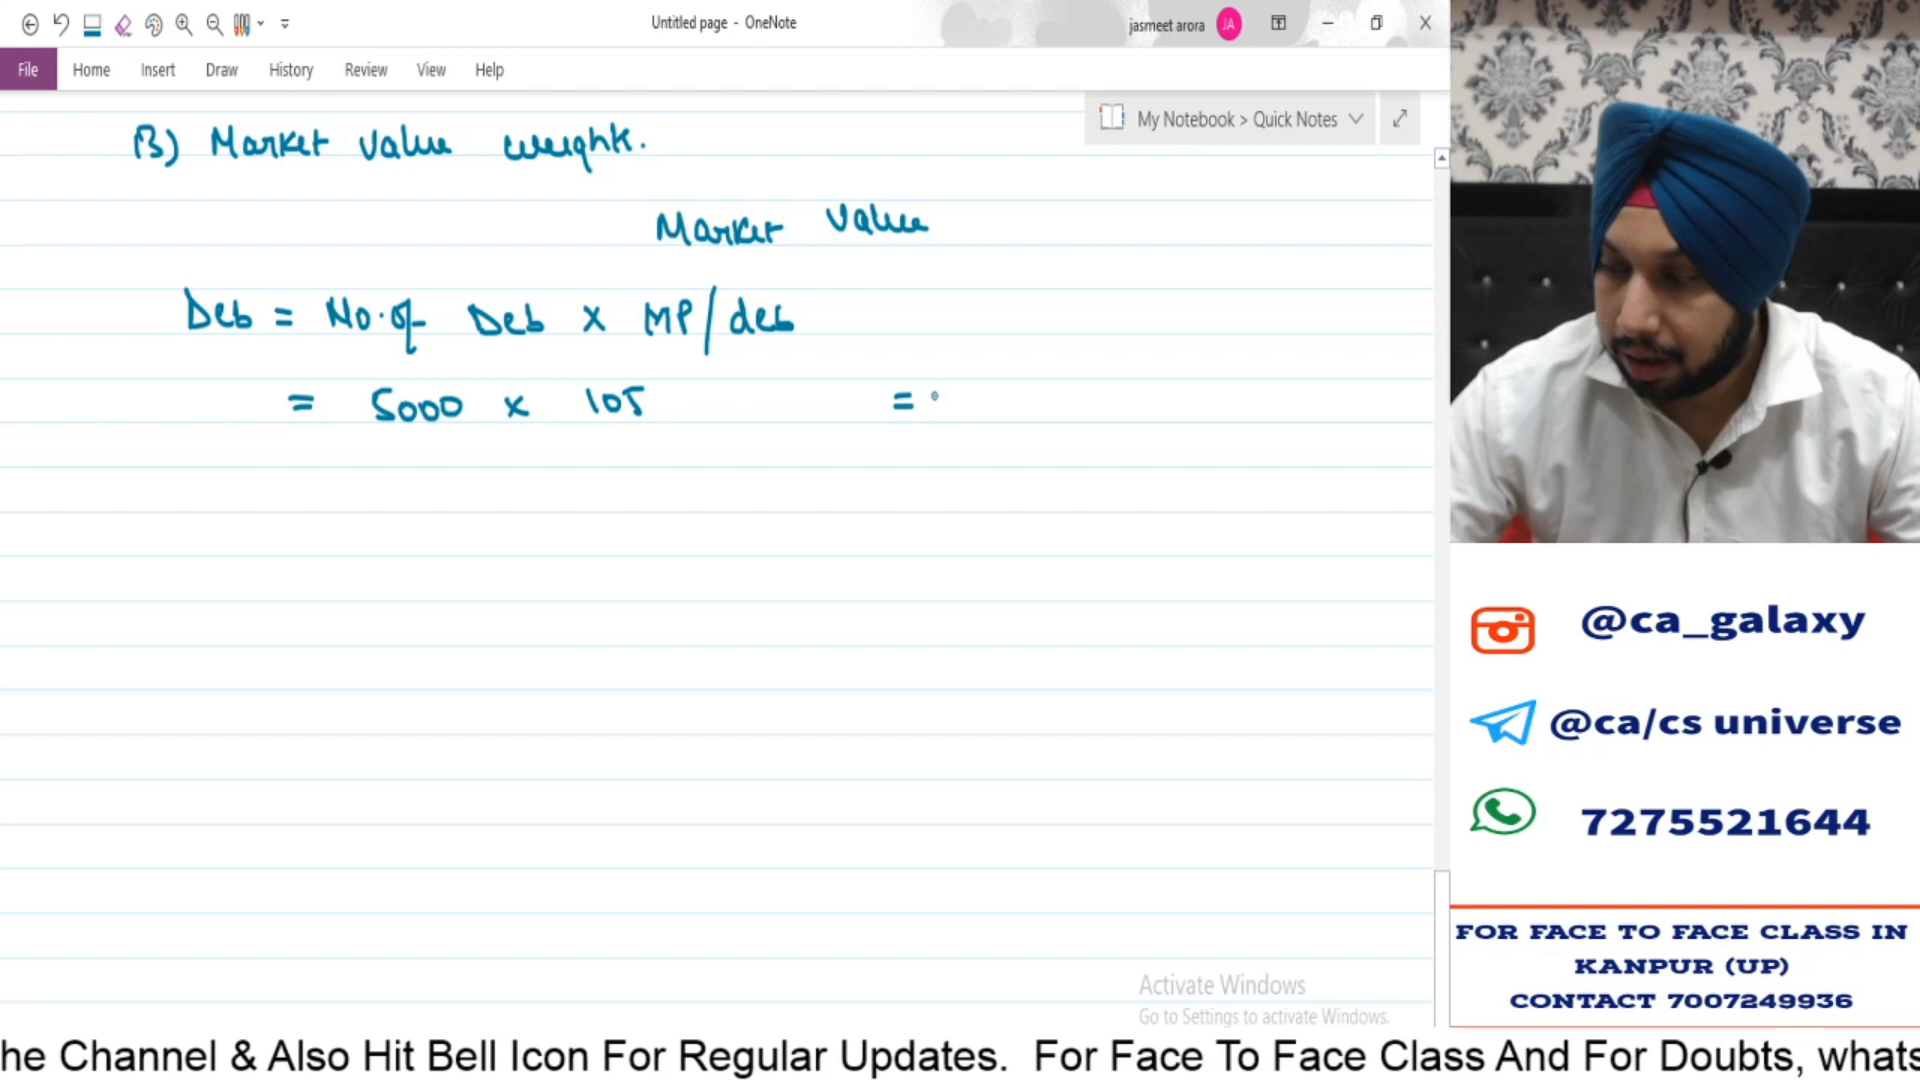 Untitled page - OneNote
jasmeet arora JA
File Home Insert Draw History Review View Help
My Notebook > Quick Notes
B) Market value weights.
Market value
Deb = No. of Deb x MP/deb
= 5000 x 105 =
@ca_galaxy
@ca/cs universe
7275521644
FOR FACE TO FACE CLASS IN
KANPUR (UP)
CONTACT 7007249936
Activate Windows
Go to Settings to activate Windows.
he Channel & Also Hit Bell Icon For Regular Updates. For Face To Face Class And For Doubts, whats